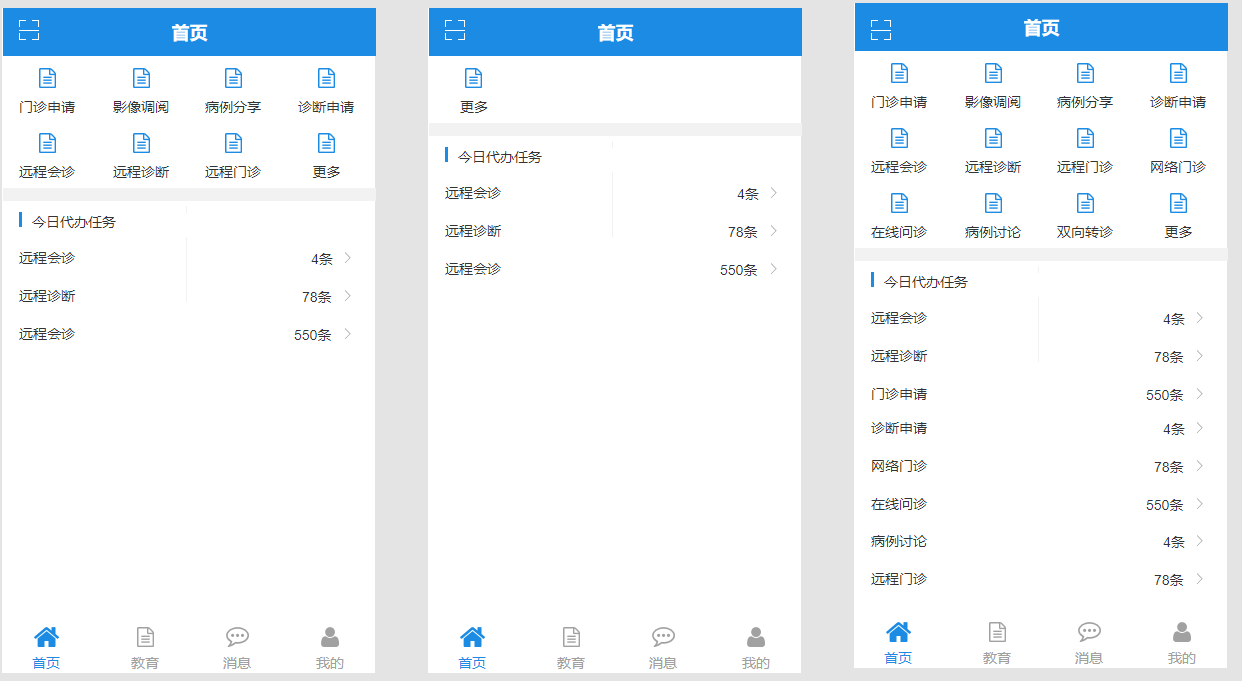 首页
门诊申请 影像调阅 病例分享 诊断申请
远程会诊 远程诊断 远程门诊 更多
今日代办任务
远程会诊 4条
远程诊断 78条
远程会诊 550条
首页 教育 消息 我的
首页
更多
今日代办任务
远程会诊 4条
远程诊断 78条
远程会诊 550条
首页 教育 消息 我的
首页
门诊申请 影像调阅 病例分享 诊断申请
远程会诊 远程诊断 远程门诊 网络门诊
在线问诊 病例讨论 双向转诊 更多
今日代办任务
远程会诊 4条
远程诊断 78条
门诊申请 550条
诊断申请 4条
网络门诊 78条
在线问诊 550条
病例讨论 4条
远程门诊 78条
首页 教育 消息 我的